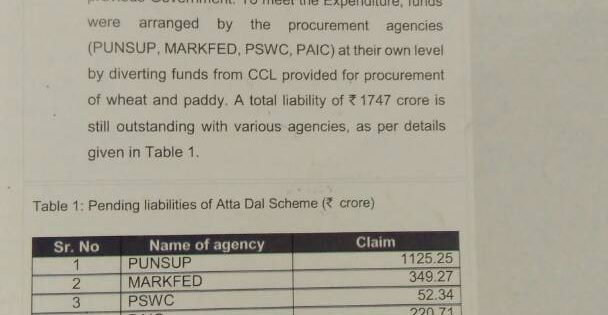 To meet the Expenditure, funds
were arranged by the procurement agencies
(PUNSUP, MARKFED, PSWC, PAIC) at their own level
by diverting funds from CCL provided for procurement
of wheat and paddy. A total liability of ₹ 1747 crore is
still outstanding with various agencies, as per details
given in Table 1.
Table 1: Pending liabilities of Atta Dal Scheme (₹ crore)
Sr. No Name of agency Claim
1 PUNSUP 1125.25
2 MARKFED 349.27
3 PSWC 52.34
220.71